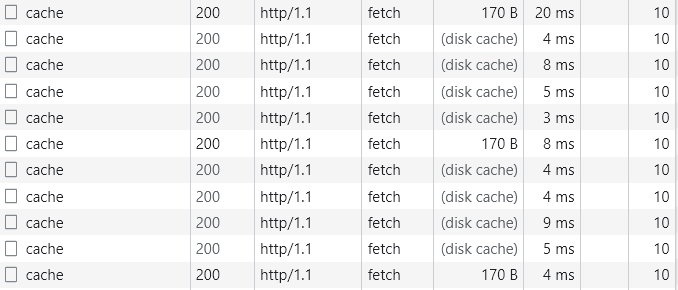 cache 200 http/1.1 fetch 170 B 20 ms 10
cache 200 http/1.1 fetch (disk cache) 4 ms 10
cache 200 http/1.1 fetch (disk cache) 8 ms 10
cache 200 http/1.1 fetch (disk cache) 5 ms 10
cache 200 http/1.1 fetch (disk cache) 3 ms 10
cache 200 http/1.1 fetch 170 B 8 ms 10
cache 200 http/1.1 fetch (disk cache) 4 ms 10
cache 200 http/1.1 fetch (disk cache) 4 ms 10
cache 200 http/1.1 fetch (disk cache) 9 ms 10
cache 200 http/1.1 fetch (disk cache) 5 ms 10
cache 200 http/1.1 fetch 170 B 4 ms 10